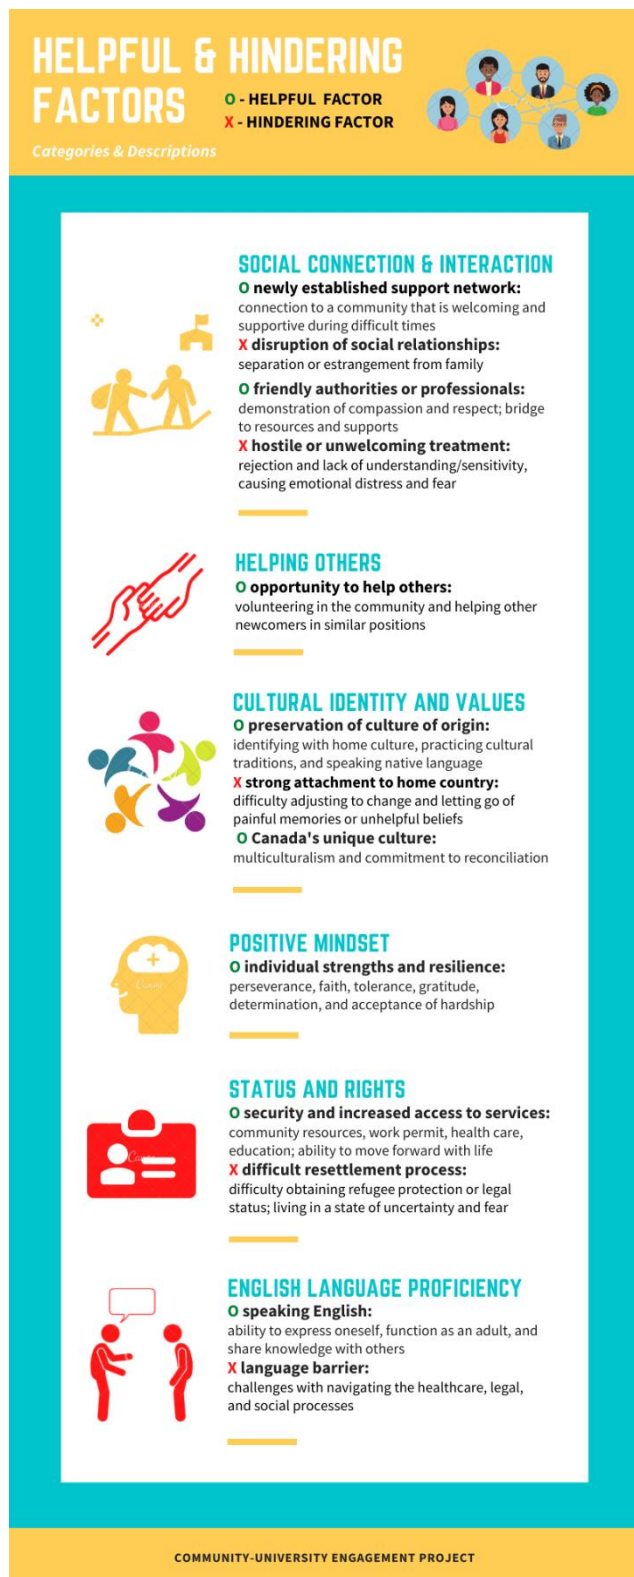 HELPFUL & HINDERING
FACTORS
O - HELPFUL FACTOR
X - HINDERING FACTOR
Categories & Descriptions
SOCIAL CONNECTION & INTERACTION
O newly established support network:
connection to a community that is welcoming and
supportive during difficult times
X disruption of social relationships:
separation or estrangement from family
O friendly authorities or professionals:
demonstration of compassion and respect; bridge
to resources and supports
X hostile or unwelcoming treatment:
rejection and lack of understanding/sensitivity,
causing emotional distress and fear
HELPING OTHERS
O opportunity to help others:
volunteering in the community and helping other
newcomers in similar positions
CULTURAL IDENTITY AND VALUES
O preservation of culture of origin:
identifying with home culture, practicing cultural
traditions, and speaking native language
X strong attachment to home country:
difficulty adjusting to change and letting go of
painful memories or unhelpful beliefs
O Canada's unique culture:
multiculturalism and commitment to reconciliation
POSITIVE MINDSET
O individual strengths and resilience:
perseverance, faith, tolerance, gratitude,
determination, and acceptance of hardship
Canva
STATUS AND RIGHTS
O security and increased access to services:
community resources, work permit, health care,
education; ability to move forward with life
Canva
X difficult resettlement process:
difficulty obtaining refugee protection or legal
status; living in a state of uncertainty and fear
ENGLISH LANGUAGE PROFICIENCY
O speaking English:
ability to express oneself, function as an adult, and
share knowledge with others
X language barrier:
challenges with navigating the healthcare, legal,
and social processes
COMMUNITY-UNIVERSITY ENGAGEMENT PROJECT